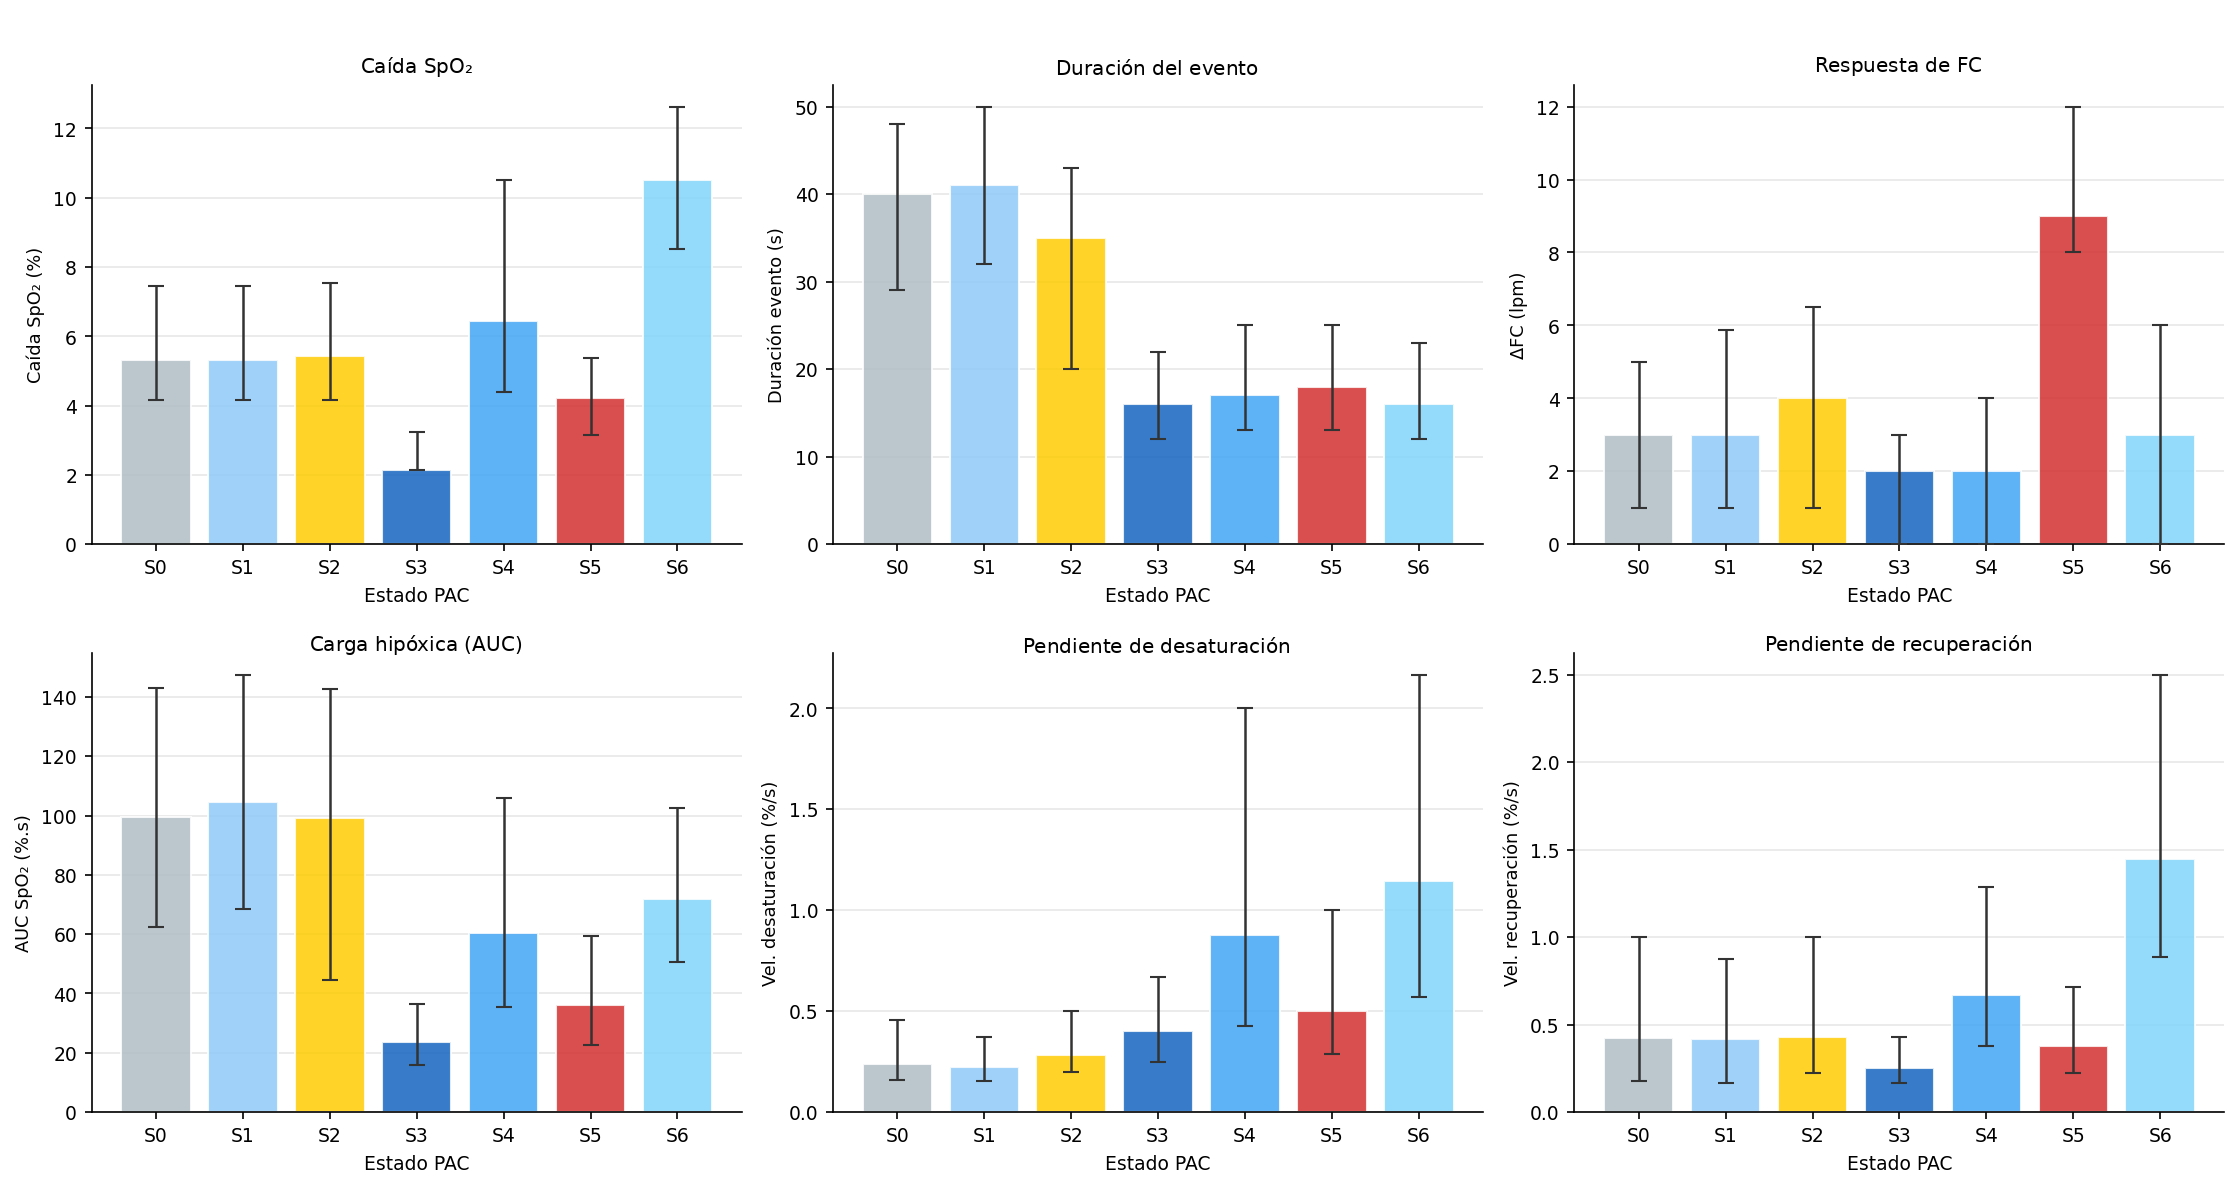 Caída SpO₂
Caída SpO₂ (%)
12
10
8
6
4
2
0
S0 S1 S2 S3 S4 S5 S6
Estado PAC
Duración del evento
Duración evento (s)
50
40
30
20
10
0
S0 S1 S2 S3 S4 S5 S6
Estado PAC
Respuesta de FC
ΔFC (lpm)
12
10
8
6
4
2
0
S0 S1 S2 S3 S4 S5 S6
Estado PAC
Carga hipóxica (AUC)
AUC SpO₂ (%.s)
140
120
100
80
60
40
20
0
S0 S1 S2 S3 S4 S5 S6
Estado PAC
Pendiente de desaturación
Vel. desaturación (%/s)
2.0
1.5
1.0
0.5
0.0
S0 S1 S2 S3 S4 S5 S6
Estado PAC
Pendiente de recuperación
Vel. recuperación (%/s)
2.5
2.0
1.5
1.0
0.5
0.0
S0 S1 S2 S3 S4 S5 S6
Estado PAC